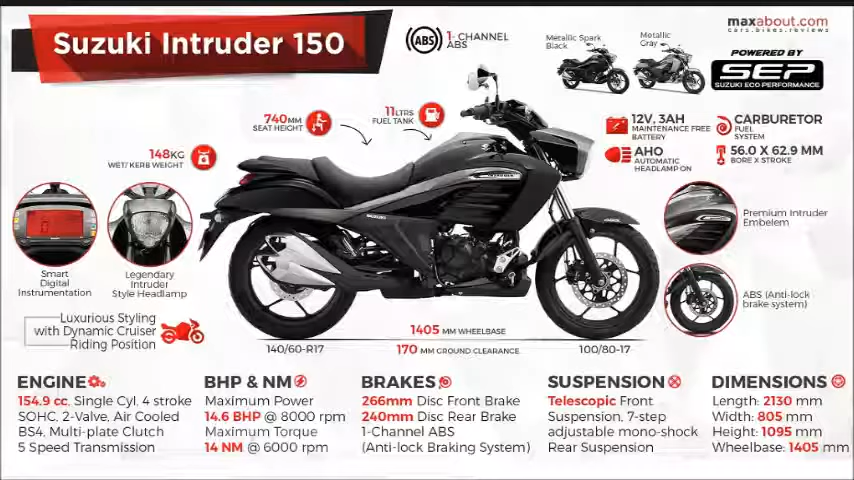 Suzuki Intruder 150
ABS
1- CHANNEL
ABS
Metallic Spark
Black
Metallic
Gray
maxabout.com
cars.bikes.reviews
POWERED BY
SEP
SUZUKI ECO PERFORMANCE
740MM
SEAT HEIGHT
11LTRS
FUEL TANK
148KG
WET/ KERB WEIGHT
12V, 3AH
MAINTENANCE FREE
BATTERY
CARBURETOR
FUEL
SYSTEM
AHO
AUTOMATIC
HEADLAMP ON
56.0 X 62.9 MM
BORE x STROKE
Smart
Digital
Instrumentation
Legendary
Intruder
Style Headlamp
Premium Intruder
Embelem
ABS (Anti-lock
brake system)
SUZUKI
Luxurious Styling
with Dynamic Cruiser
Riding Position
1405 MM WHEELBASE
140/60-R17
170 MM GROUND CLEARANCE
100/80-17
ENGINE
154.9 cc, Single Cyl, 4 stroke
SOHC, 2-Valve, Air Cooled
BS4, Multi-plate Clutch
5 Speed Transmission
BHP & NM
Maximum Power
14.6 BHP @ 8000 rpm
Maximum Torque
14 NM @ 6000 rpm
BRAKES
266mm Disc Front Brake
240mm Disc Rear Brake
1-Channel ABS
(Anti-lock Braking System)
SUSPENSION
Telescopic Front
Suspension, 7-step
adjustable mono-shock
Rear Suspension
DIMENSIONS
Length: 2130 mm
Width: 805 mm
Height: 1095 mm
Wheelbase: 1405 mm